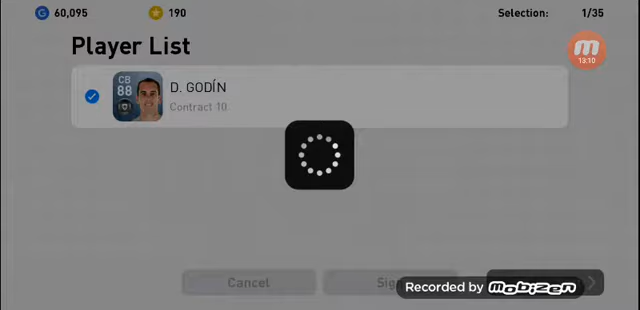 60,095 190 Selection: 1/35
Player List
13:10
CB
88
D. GODÍN
Contract 10
Cancel
Recorded by MOBIZEN